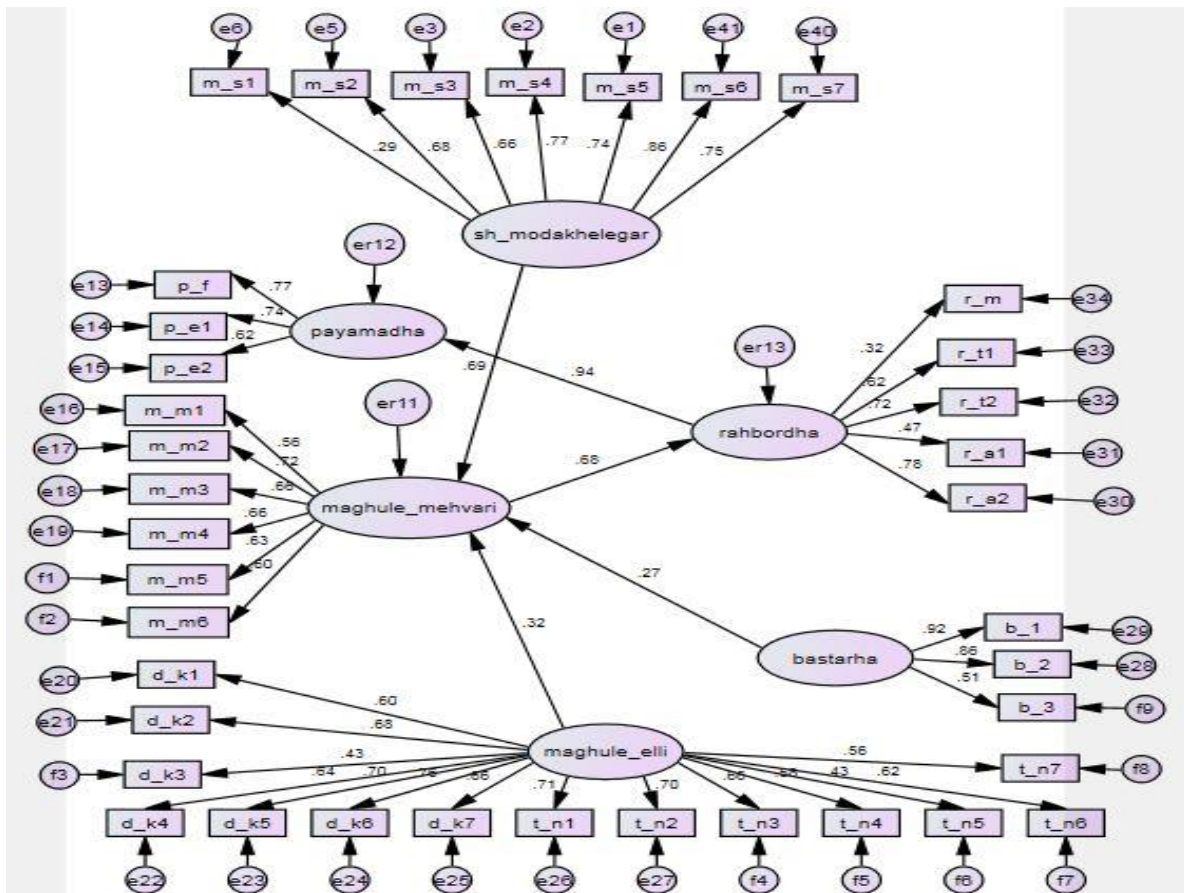 e6 e5 e3 e2 e1 e41 e40
m_s1 m_s2 m_s3 m_s4 m_s5 m_s6 m_s7
.29 .68 .66 .77 .74 .86 .75
sh_modakhelegar
er12
e13 p_f .77
e14 p_e1 .74
e15 p_e2 .62
payamadha
.69
.94
er13
rahbordha
r_m e34
.32
r_t1 e33
.62
r_t2 e32
.72
r_a1 e31
.47
r_a2 e30
.78
er11
.68
maghule_mehvari
e16 m_m1 .56
e17 m_m2 .72
e18 m_m3
e19 m_m4 .66
f1 m_m5 .63
f2 m_m6
.27
.32
bastarha
.92 b_1 e29
.86 b_2 e28
.51 b_3 f9
e20 d_k1 .60
e21 d_k2 .68
f3 d_k3 .43
maghule_elli
.56 t_n7 f8
.64 .70 .71 .70 .43 .62
d_k4 d_k5 d_k6 d_k7 t_n1 t_n2 t_n3 t_n4 t_n5 t_n6
e22 e23 e24 e25 e26 e27 f4 f5 f6 f7